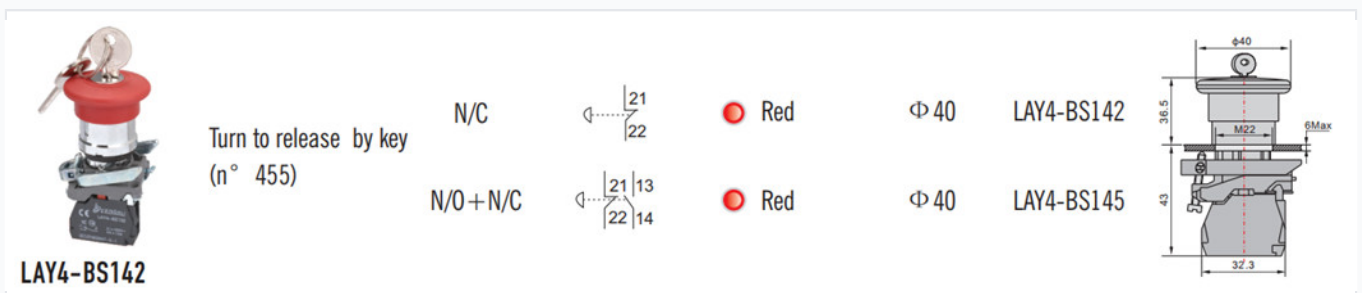 Turn to release by key
(n° 455)
N/C
21
22
Red
Φ40
LAY4-BS142
N/O+N/C
21 13
22 14
Red
Φ40
LAY4-BS145
LAY4-BS142
CE
ϕ40
36.5
M22
6Max
43
32.3